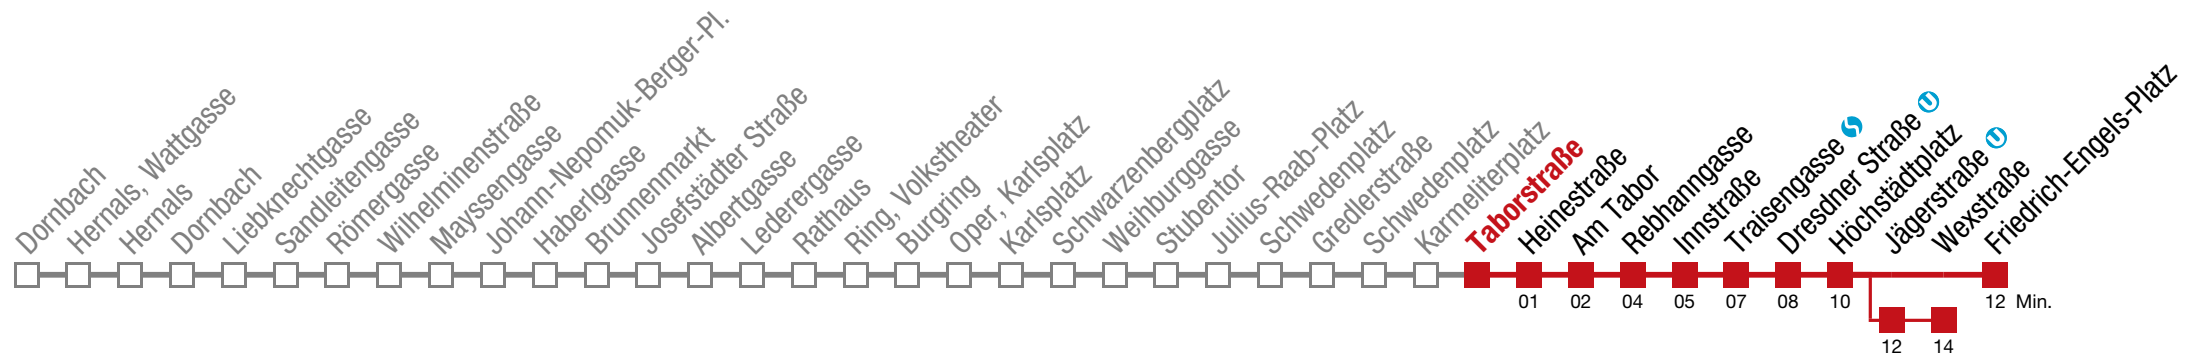 Dornbach
Hernals, Wattgasse
Hernals
Dornbach
Liebknechtgasse
Sandleitengasse
Römergasse
Wilhelminenstraße
Mayssengasse
Johann-Nepomuk-Berger-Pl.
Haberlgasse
Brunnenmarkt
Josefstädter Straße
Albertgasse
Lederergasse
Rathaus
Ring, Volkstheater
Burgring
Oper, Karlsplatz
Karlsplatz
Schwarzenbergplatz
Weihburggasse
Stubentor
Julius-Raab-Platz
Schwedenplatz
Gredlerstraße
Schwedenplatz
Karmeliterplatz
Taborstraße
Heinestraße
Am Tabor
Rebhanngasse
Innstraße
Traisengasse S
Dresdner Straße U
Höchstädtplatz
Jägerstraße U
Wexstraße
Friedrich-Engels-Platz
01 02 04 05 07 08 10 12 Min.
12 14